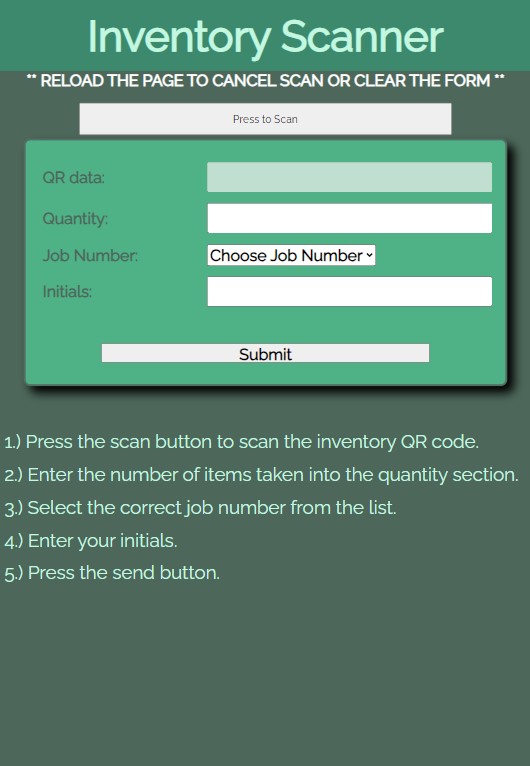 Inventory Scanner
** RELOAD THE PAGE TO CANCEL SCAN OR CLEAR THE FORM **
Press to Scan
QR data:
Quantity:
Job Number: Choose Job Number
Initials:
Submit
1.) Press the scan button to scan the inventory QR code.
2.) Enter the number of items taken into the quantity section.
3.) Select the correct job number from the list.
4.) Enter your initials.
5.) Press the send button.